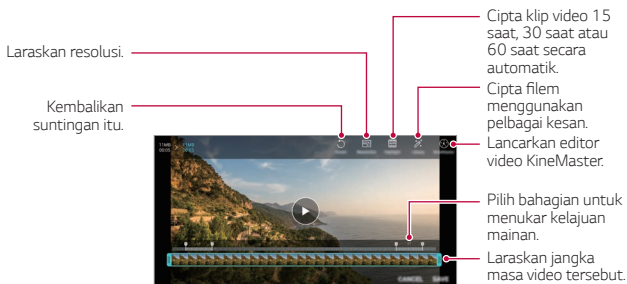 Cipta klip video 15
saat, 30 saat atau
60 saat secara
automatik.
Laraskan resolusi.
Cipta filem
menggunakan
pelbagai kesan.
Kembalikan
suntingan itu.
Lancarkan editor
video KineMaster.
Pilih bahagian untuk
menukar kelajuan
mainan.
Laraskan jangka
masa video tersebut.
CANCEL SAVE